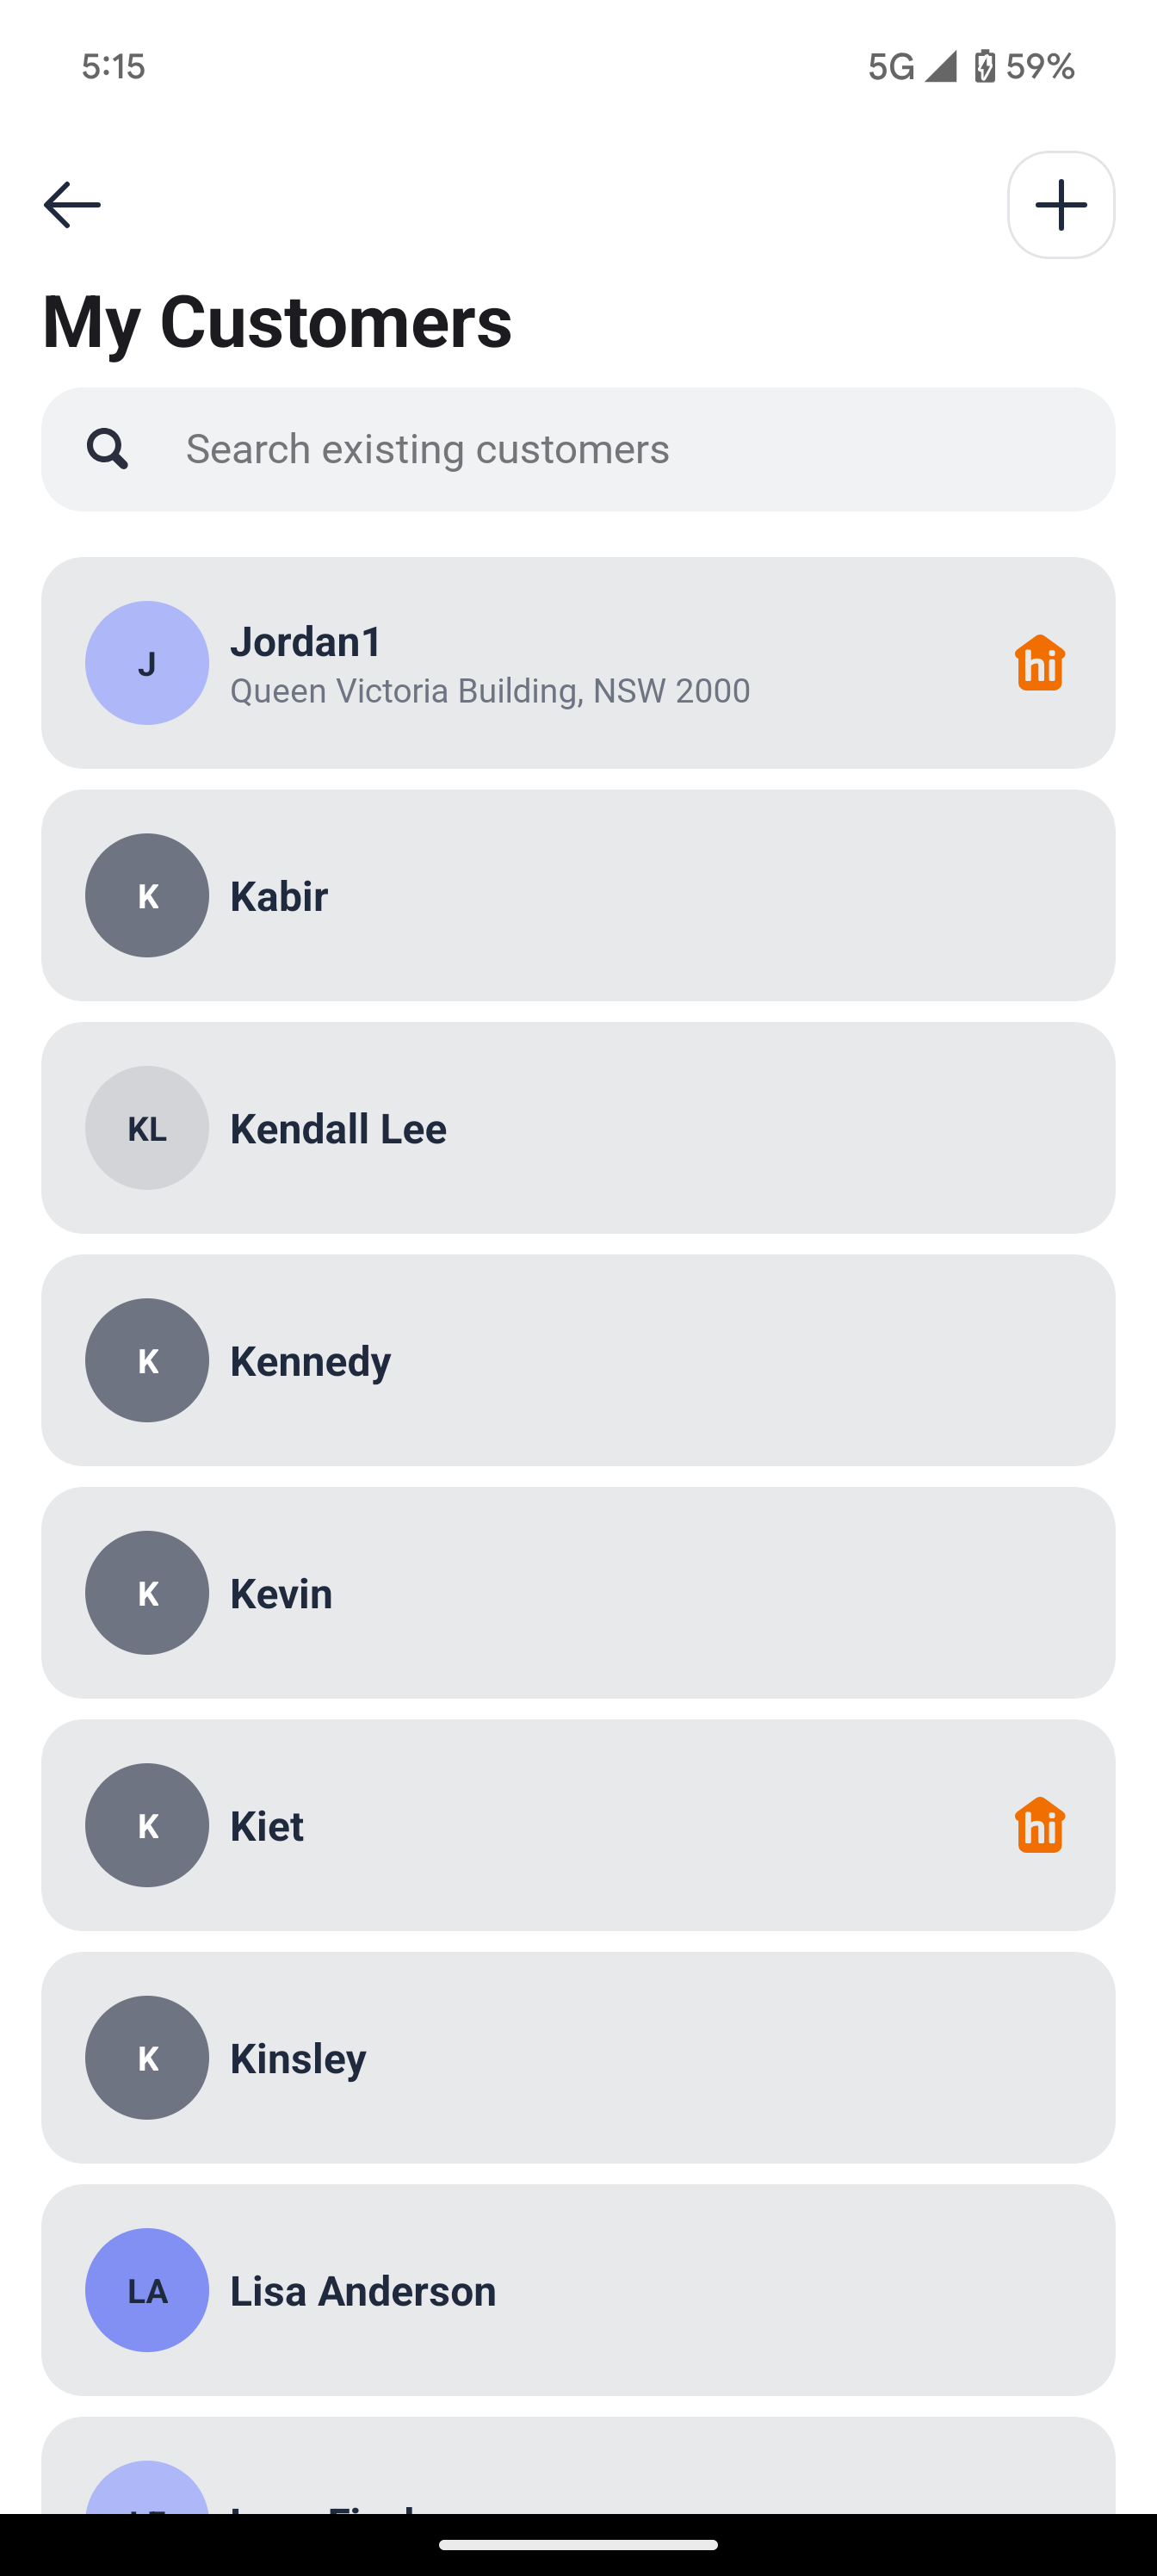 5:15
5G 59%
My Customers
Search existing customers
J
Jordan1
Queen Victoria Building, NSW 2000
hi
K
Kabir
KL
Kendall Lee
K
Kennedy
K
Kevin
K
Kiet
hi
K
Kinsley
LA
Lisa Anderson